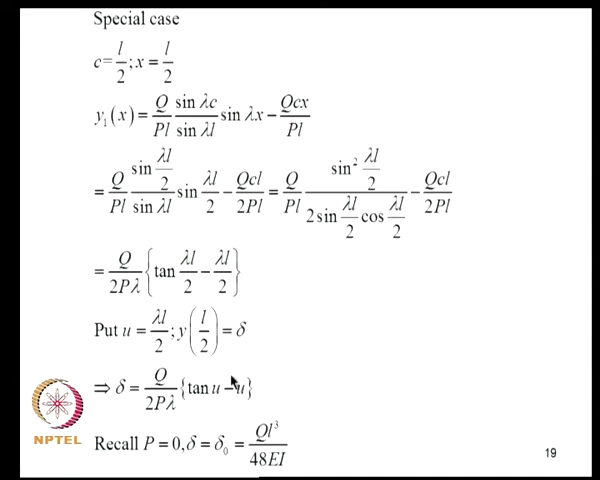 Special case
c = l/2 ; x = l/2
y₁(x) = Q/Pl sin λc / sin λl sin λx − Qcx/Pl
= Q/Pl sin λl/2 / sin λl sin λl/2 − Qcl/2Pl = Q/Pl sin² λl/2 / 2 sin λl/2 cos λl/2 − Qcl/2Pl
= Q/2Pλ {tan λl/2 − λl/2}
Put u = λl/2 ; y(l/2) = δ
⇒ δ = Q/2Pλ {tan u − u}
Recall P = 0, δ = δ₀ = Ql³/48EI
NPTEL
19